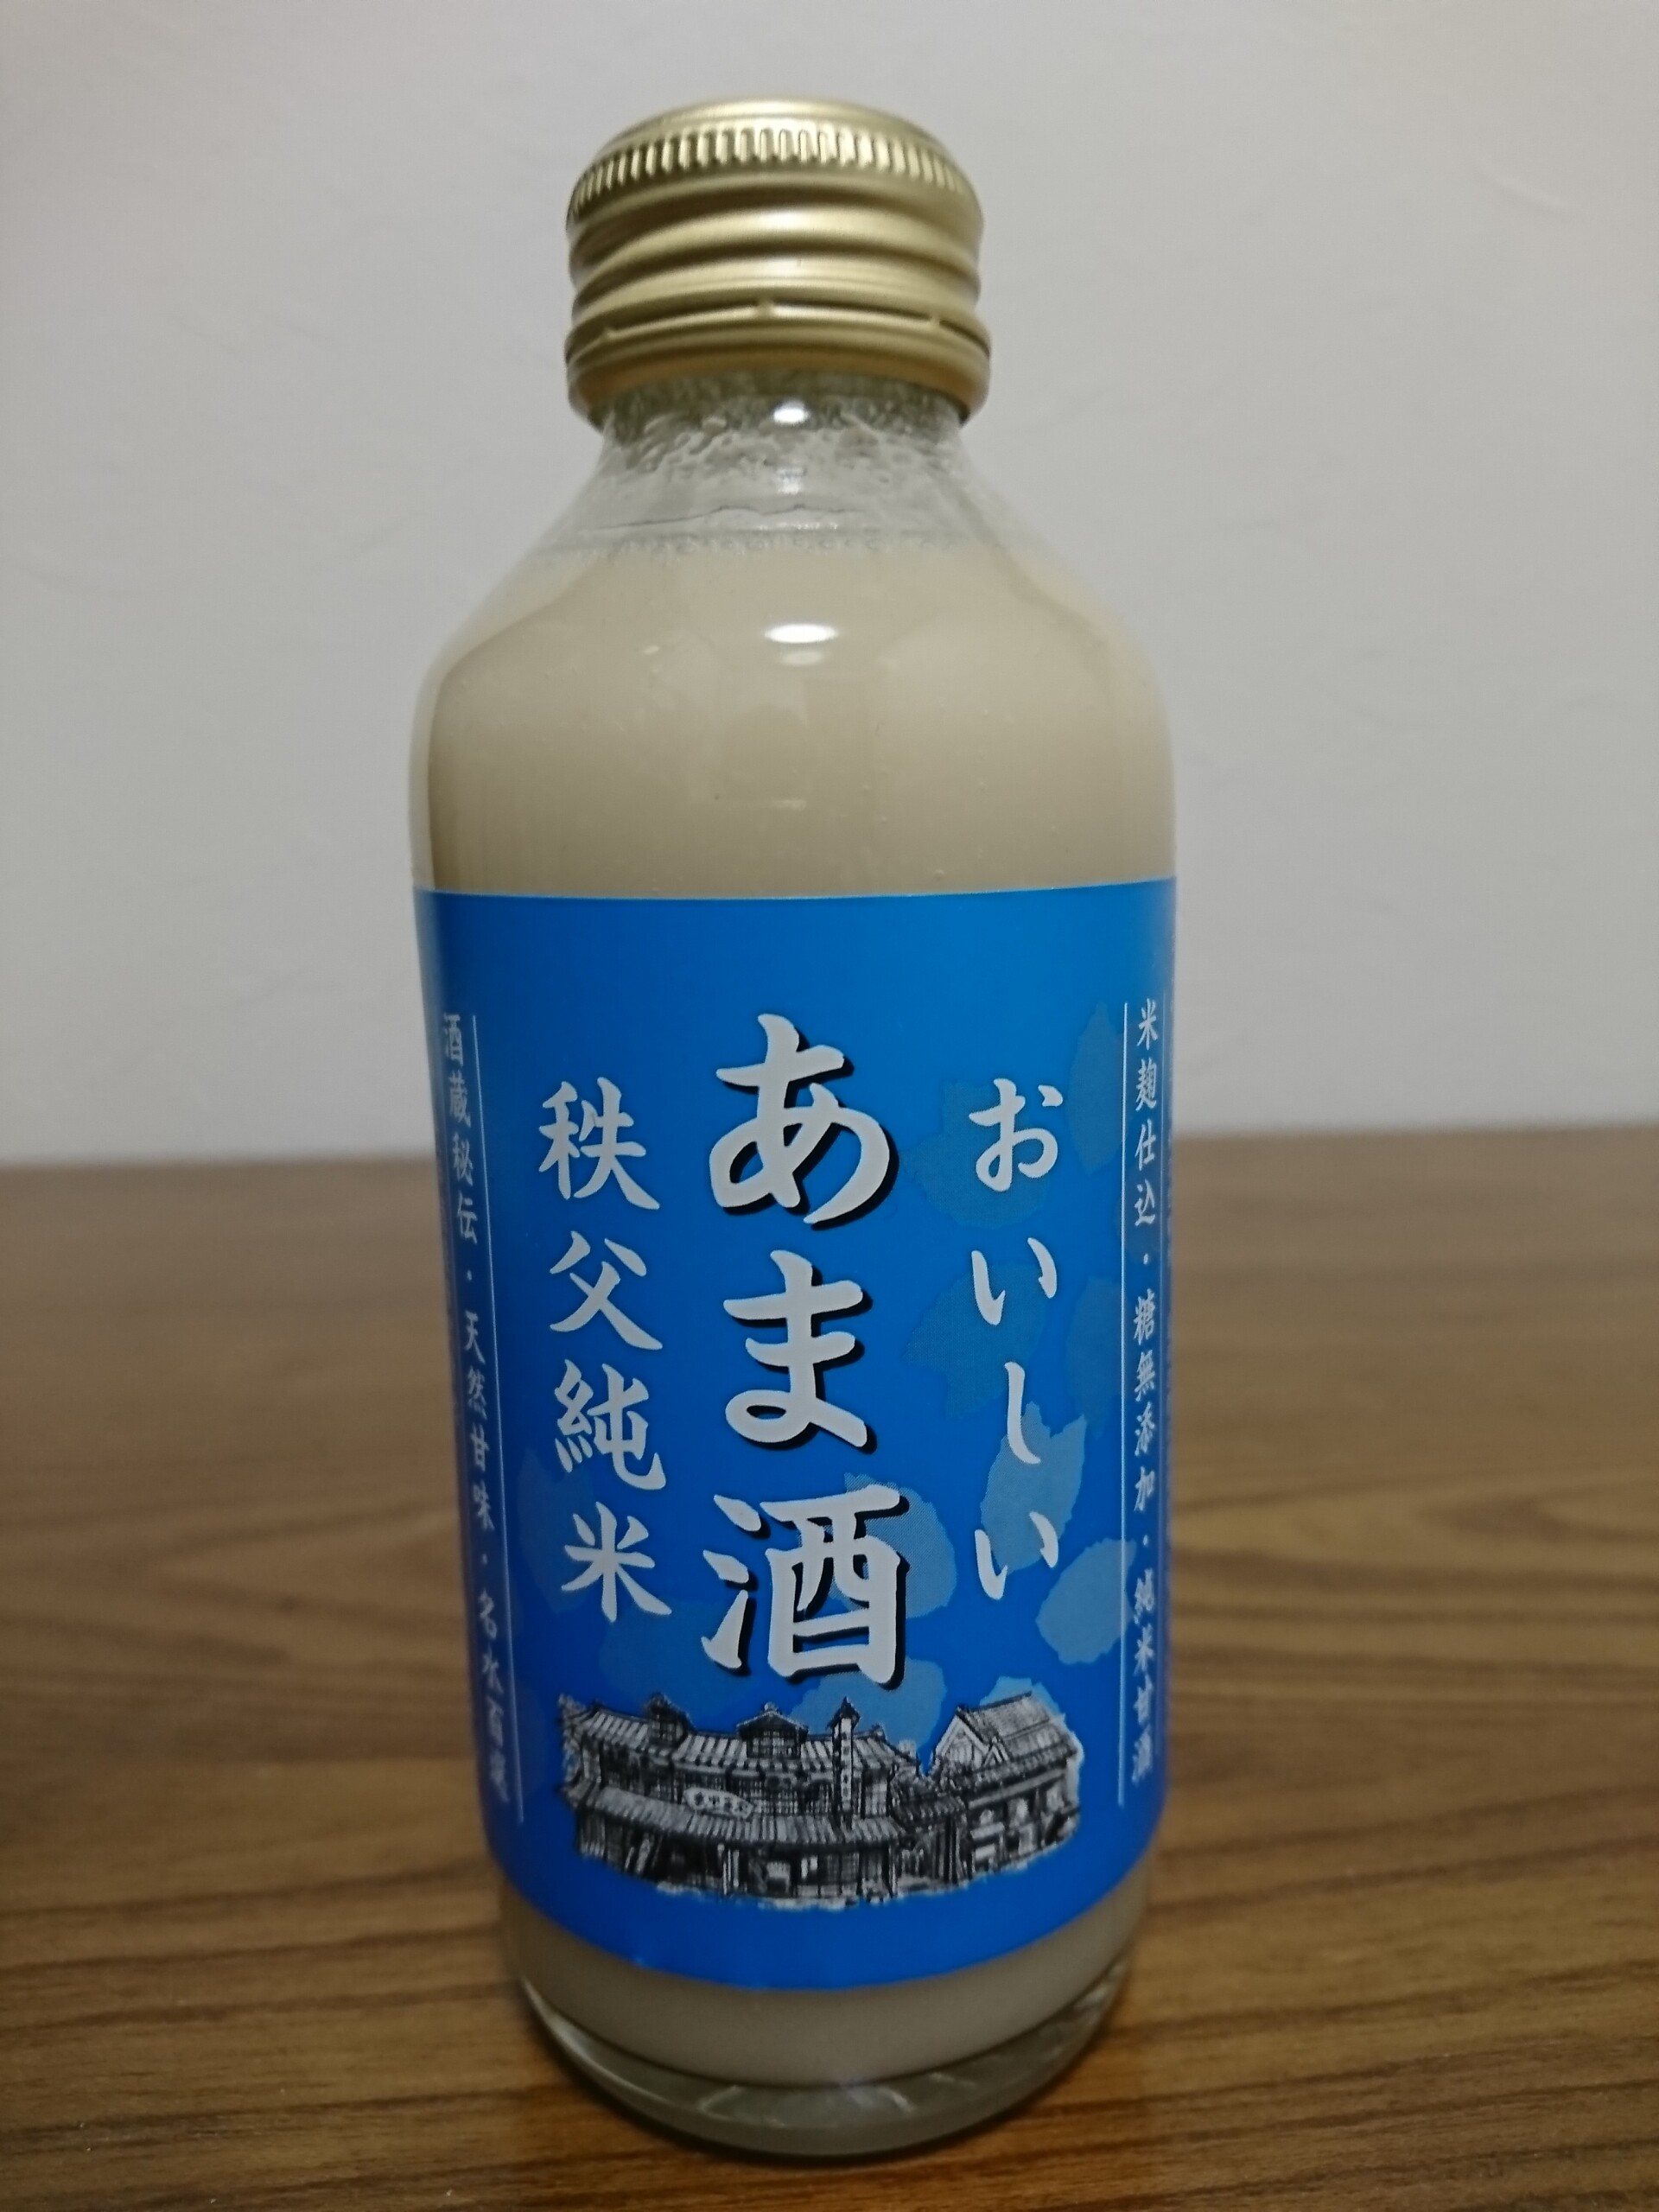 米麹仕込・糖無添加・純米甘酒
おいしい
あま酒
秩父純米
酒蔵秘伝・天然甘味・名水百選